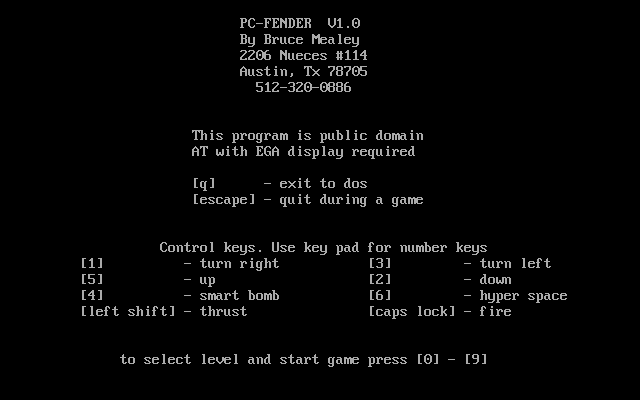 PC-FENDER  V1.0
By Bruce Mealey
2206 Nueces #114
Austin, Tx 78705
512-320-0886
This program is public domain
AT with EGA display required
[q]      - exit to dos
[escape] - quit during a game
Control keys. Use key pad for number keys
[1]          - turn right           [3]         - turn left
[5]          - up                   [2]         - down
[4]          - smart bomb           [6]         - hyper space
[left shift] - thrust               [caps lock] - fire
to select level and start game press [0] - [9]